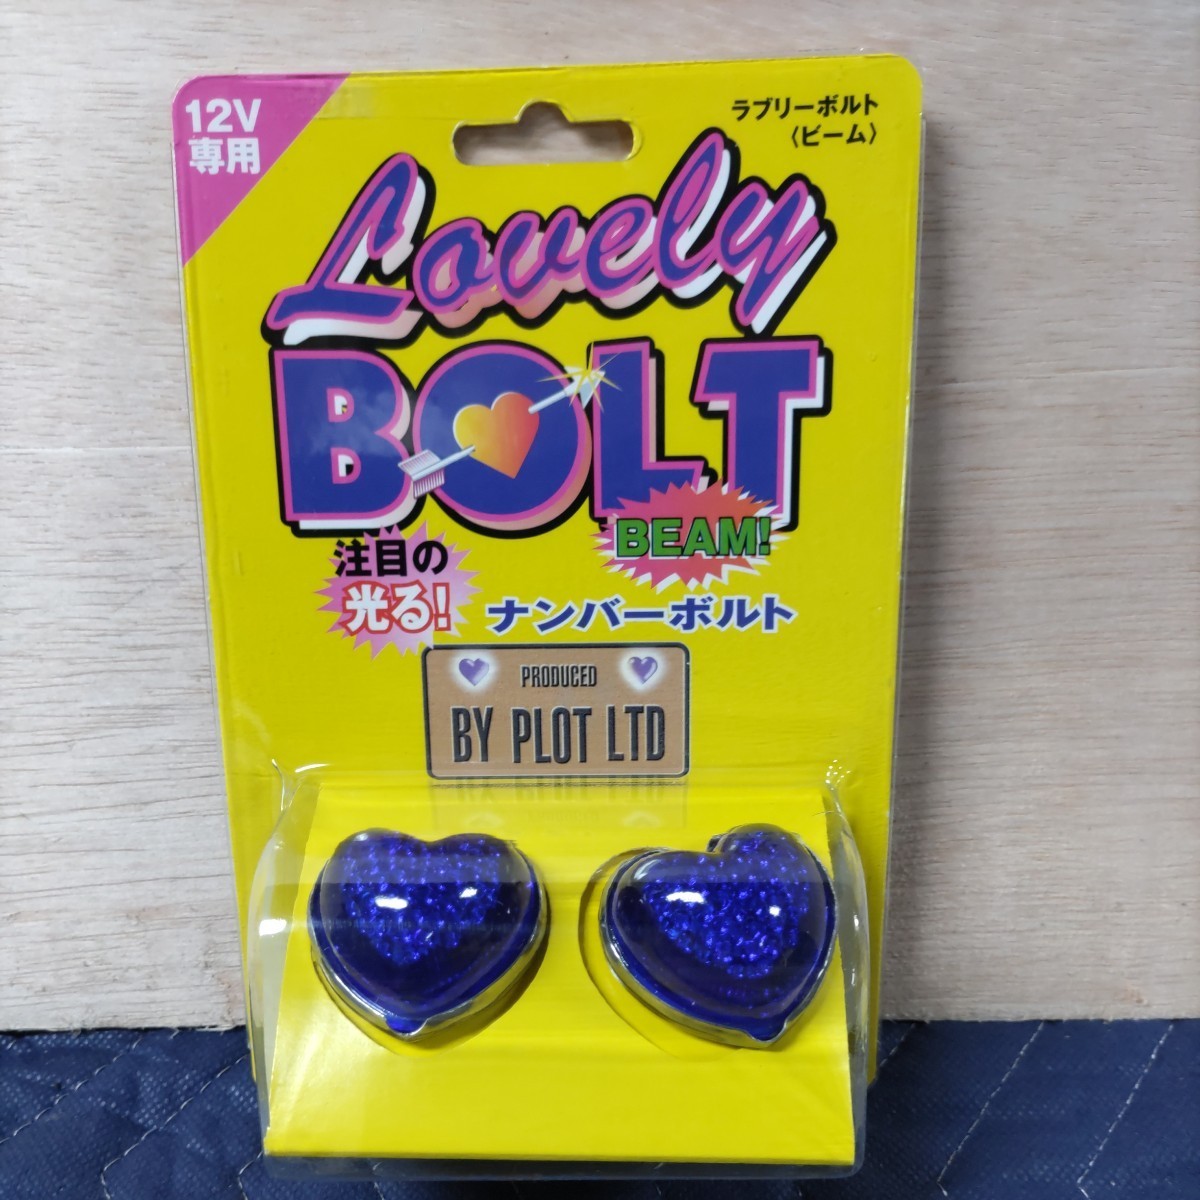 12V
専用
ラブリーボルト
〈ビーム〉
Lovely
BOLT
BEAM!
注目の
光る!
ナンバーボルト
PRODUCED
BY PLOT LTD